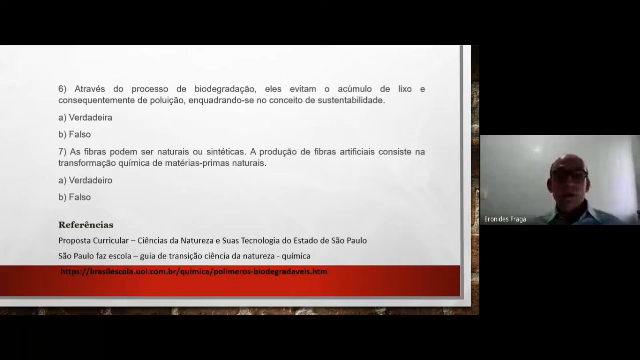 6) Através do processo de biodegradação, eles evitam o acúmulo de lixo e
consequentemente de poluição, enquadrando-se no conceito de sustentabilidade.
a) Verdadeira
b) Falso
7) As fibras podem ser naturais ou sintéticas. A produção de fibras artificiais consiste na
transformação química de matérias-primas naturais.
a) Verdadeiro
b) Falso
Referências
Proposta Curricular – Ciências da Natureza e Suas Tecnologia do Estado de São Paulo
São Paulo faz escola – guia de transição ciência da natureza - química
https://brasilescola.uol.com.br/quimica/polimeros-biodegradaveis.htm
Eronides Fraga